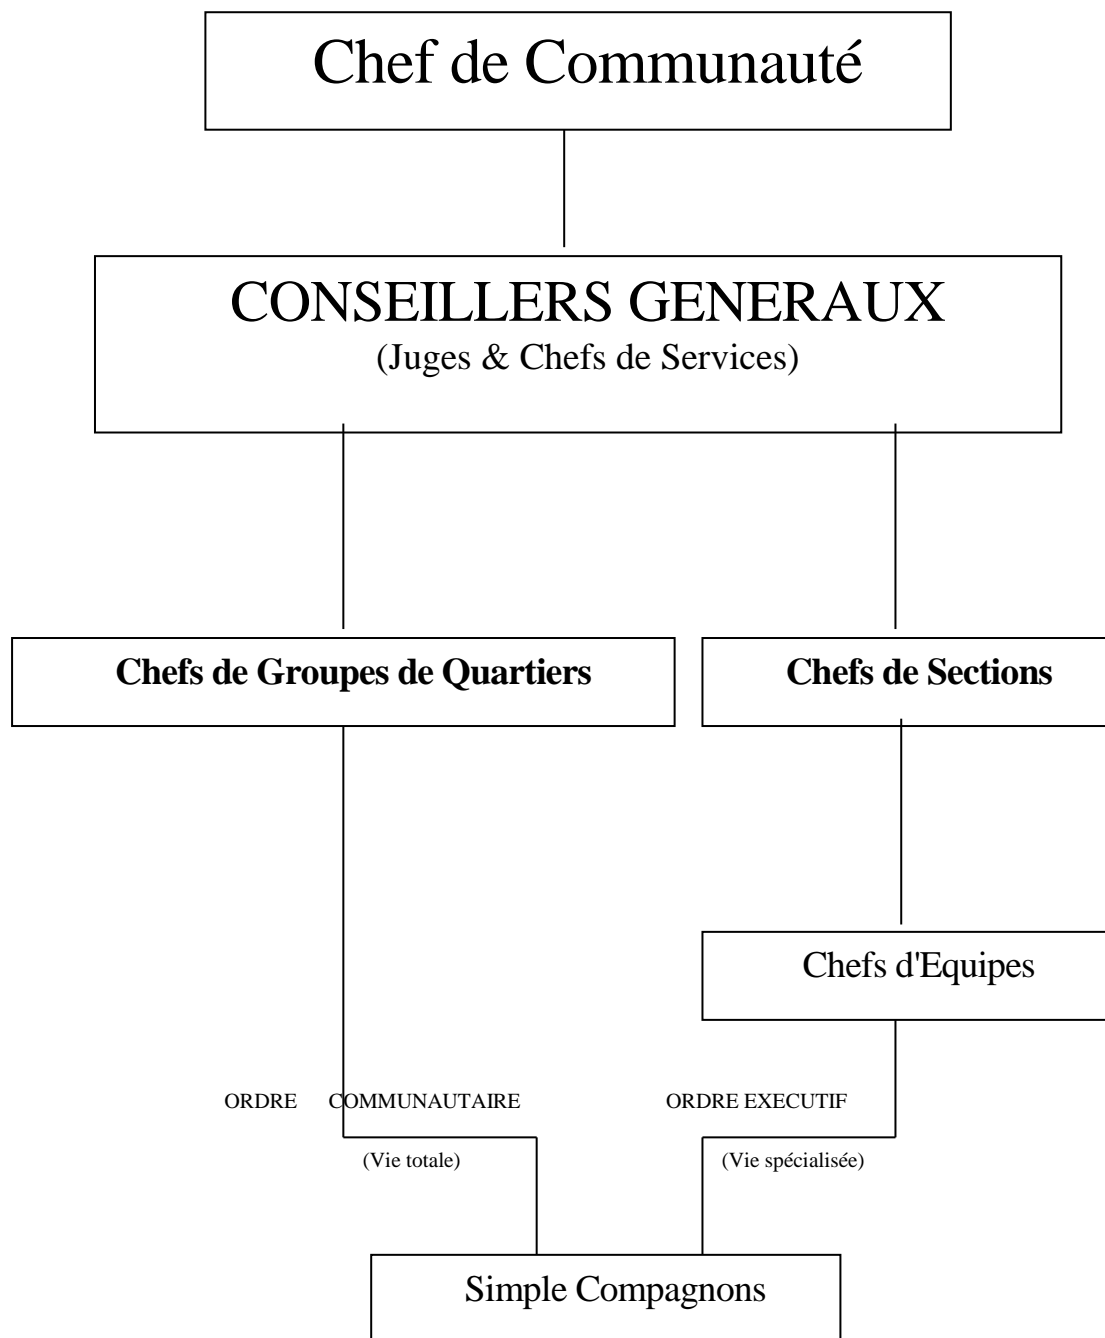 Chef de Communauté
CONSEILLERS GENERAUX
(Juges & Chefs de Services)
Chefs de Groupes de Quartiers
Chefs de Sections
Chefs d'Equipes
ORDRE COMMUNAUTAIRE
ORDRE EXECUTIF
(Vie totale)
(Vie spécialisée)
Simple Compagnons